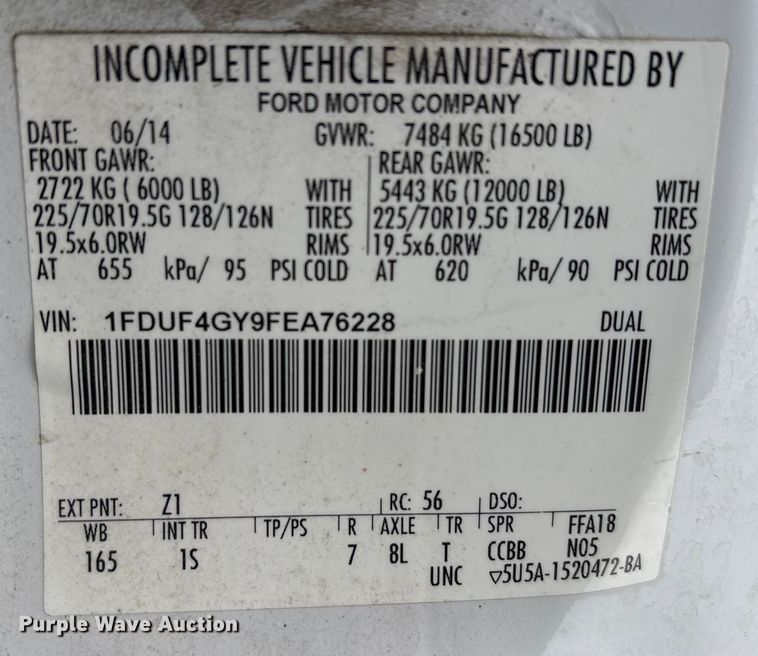 INCOMPLETE VEHICLE MANUFACTURED BY
FORD MOTOR COMPANY
DATE: 06/14 GVWR: 7484 KG (16500 LB)
FRONT GAWR: REAR GAWR:
2722 KG ( 6000 LB) WITH 5443 KG (12000 LB) WITH
225/70R19.5G 128/126N TIRES 225/70R19.5G 128/126N TIRES
19.5x6.0RW RIMS 19.5x6.0RW RIMS
AT 655 kPa/ 95 PSI COLD AT 620 kPa/ 90 PSI COLD
VIN: 1FDUF4GY9FEA76228 DUAL
EXT PNT: Z1 RC: 56 DSO:
WB INT TR TP/PS R AXLE TR SPR FFA18
165 1S 7 8L T CCBB N05
UNC ▽5U5A-1520472-BA
Purple Wave Auction